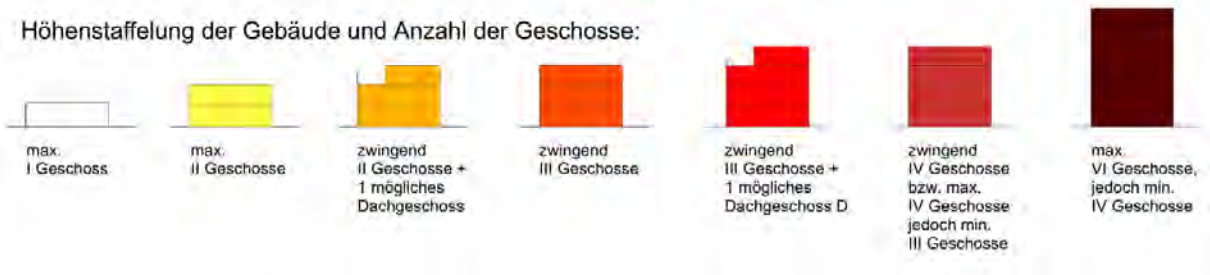 Höhenstaffelung der Gebäude und Anzahl der Geschosse:
max.
I Geschoss
max.
II Geschosse
zwingend
II Geschosse +
1 mögliches
Dachgeschoss
zwingend
III Geschosse
zwingend
III Geschosse +
1 mögliches
Dachgeschoss D
zwingend
IV Geschosse
bzw. max.
IV Geschosse
jedoch min.
III Geschosse
max.
VI Geschosse,
jedoch min.
IV Geschosse